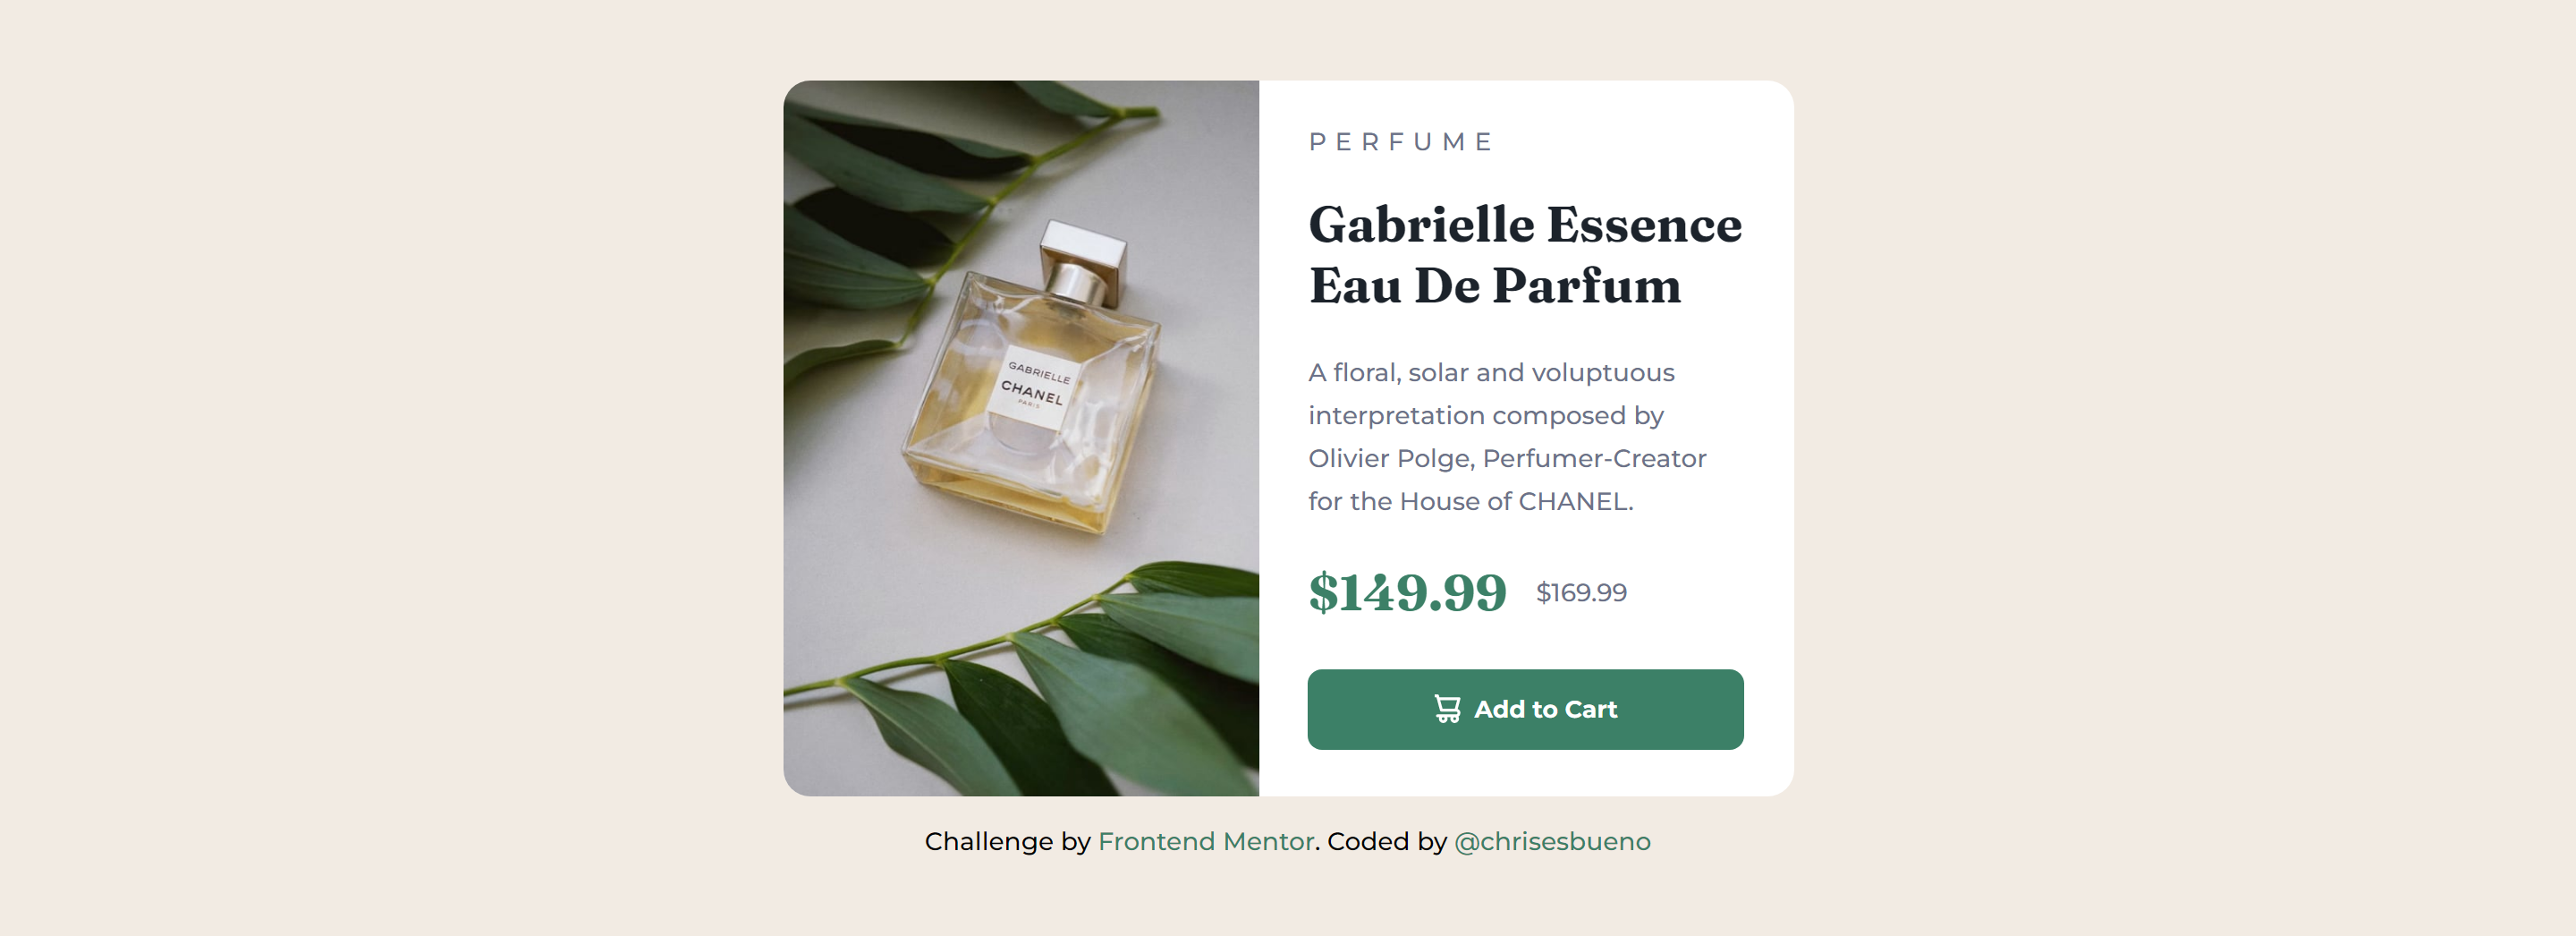 GABRIELLE
CHANEL
PARIS
PERFUME
Gabrielle Essence
Eau De Parfum
A floral, solar and voluptuous
interpretation composed by
Olivier Polge, Perfumer-Creator
for the House of CHANEL.
$149.99 $169.99
Add to Cart
Challenge by Frontend Mentor. Coded by @chrisesbueno